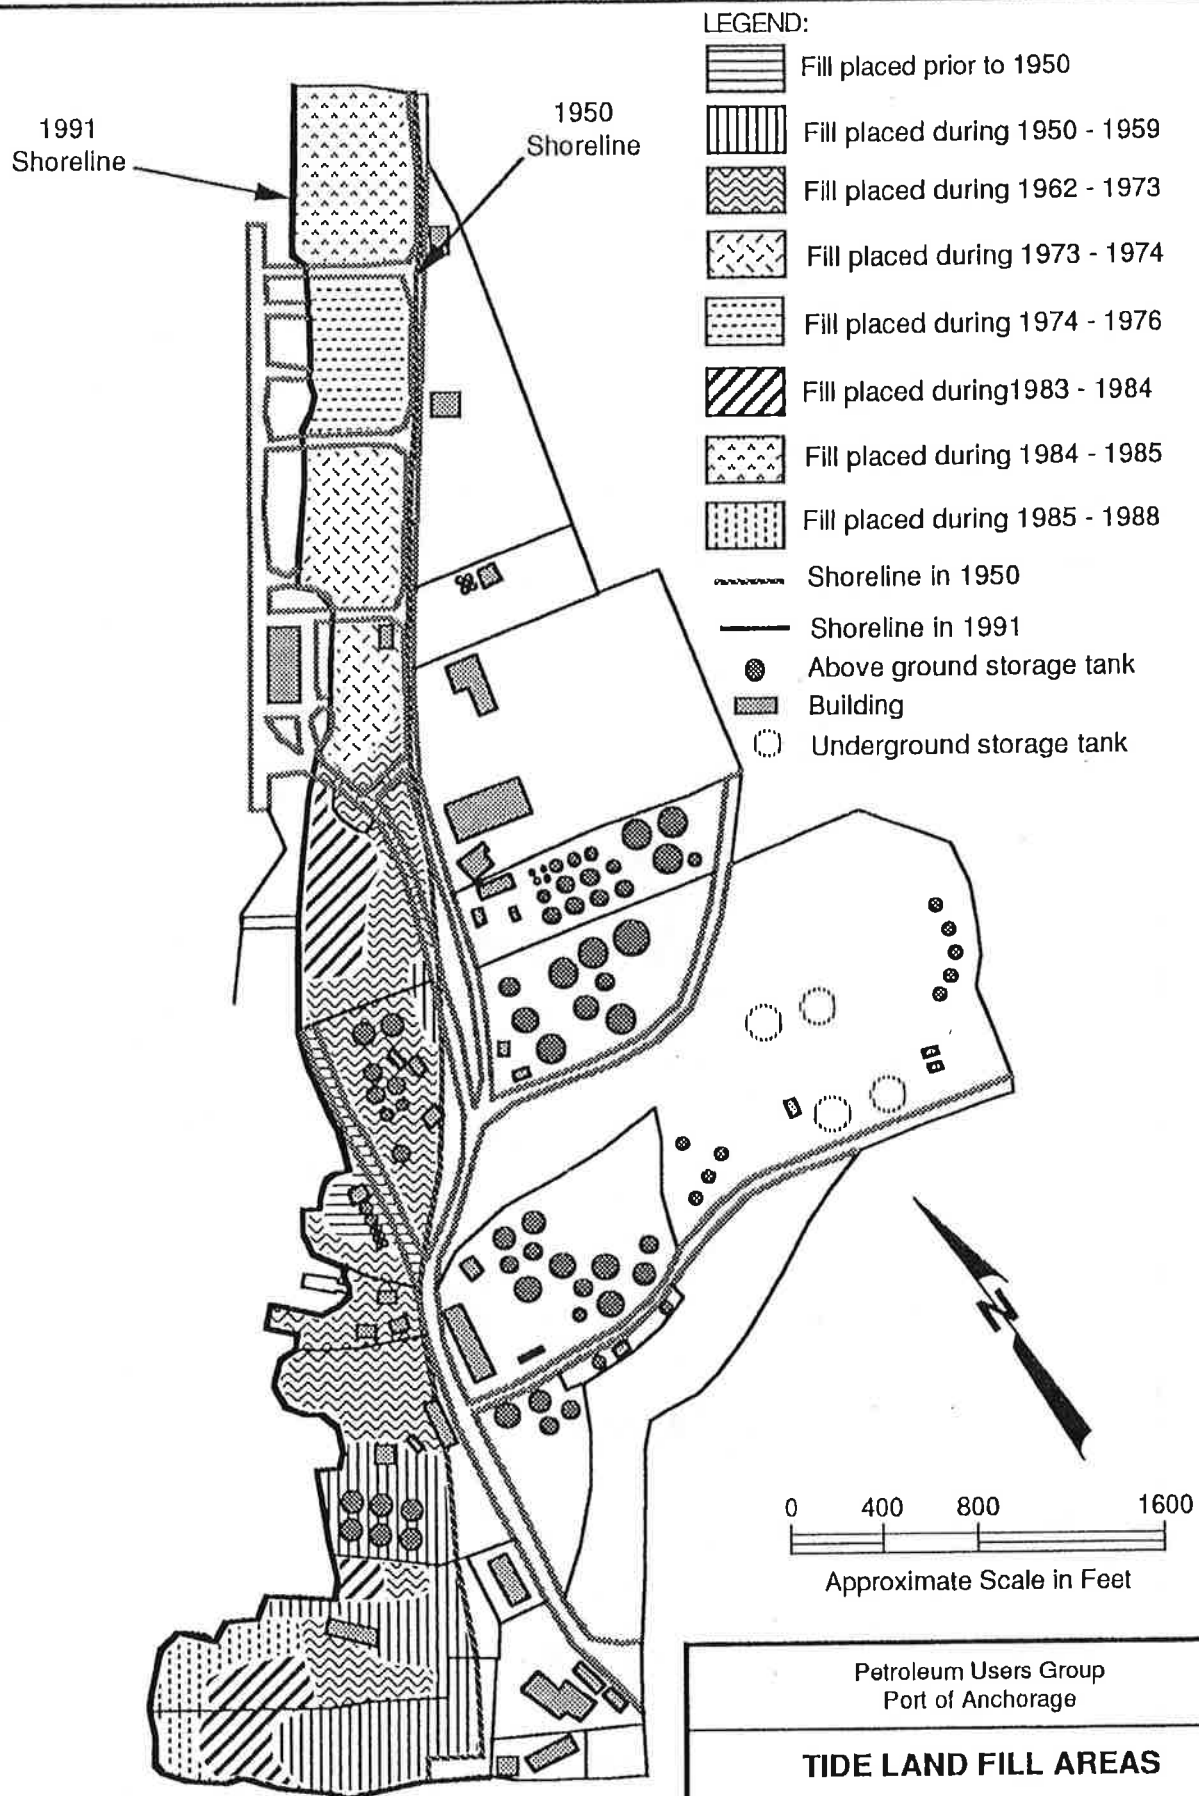 LEGEND:
Fill placed prior to 1950
Fill placed during 1950 - 1959
Fill placed during 1962 - 1973
Fill placed during 1973 - 1974
Fill placed during 1974 - 1976
Fill placed during1983 - 1984
Fill placed during 1984 - 1985
Fill placed during 1985 - 1988
Shoreline in 1950
Shoreline in 1991
Above ground storage tank
Building
Underground storage tank
1991
Shoreline
1950
Shoreline
N
0 400 800 1600
Approximate Scale in Feet
Petroleum Users Group
Port of Anchorage
TIDE LAND FILL AREAS